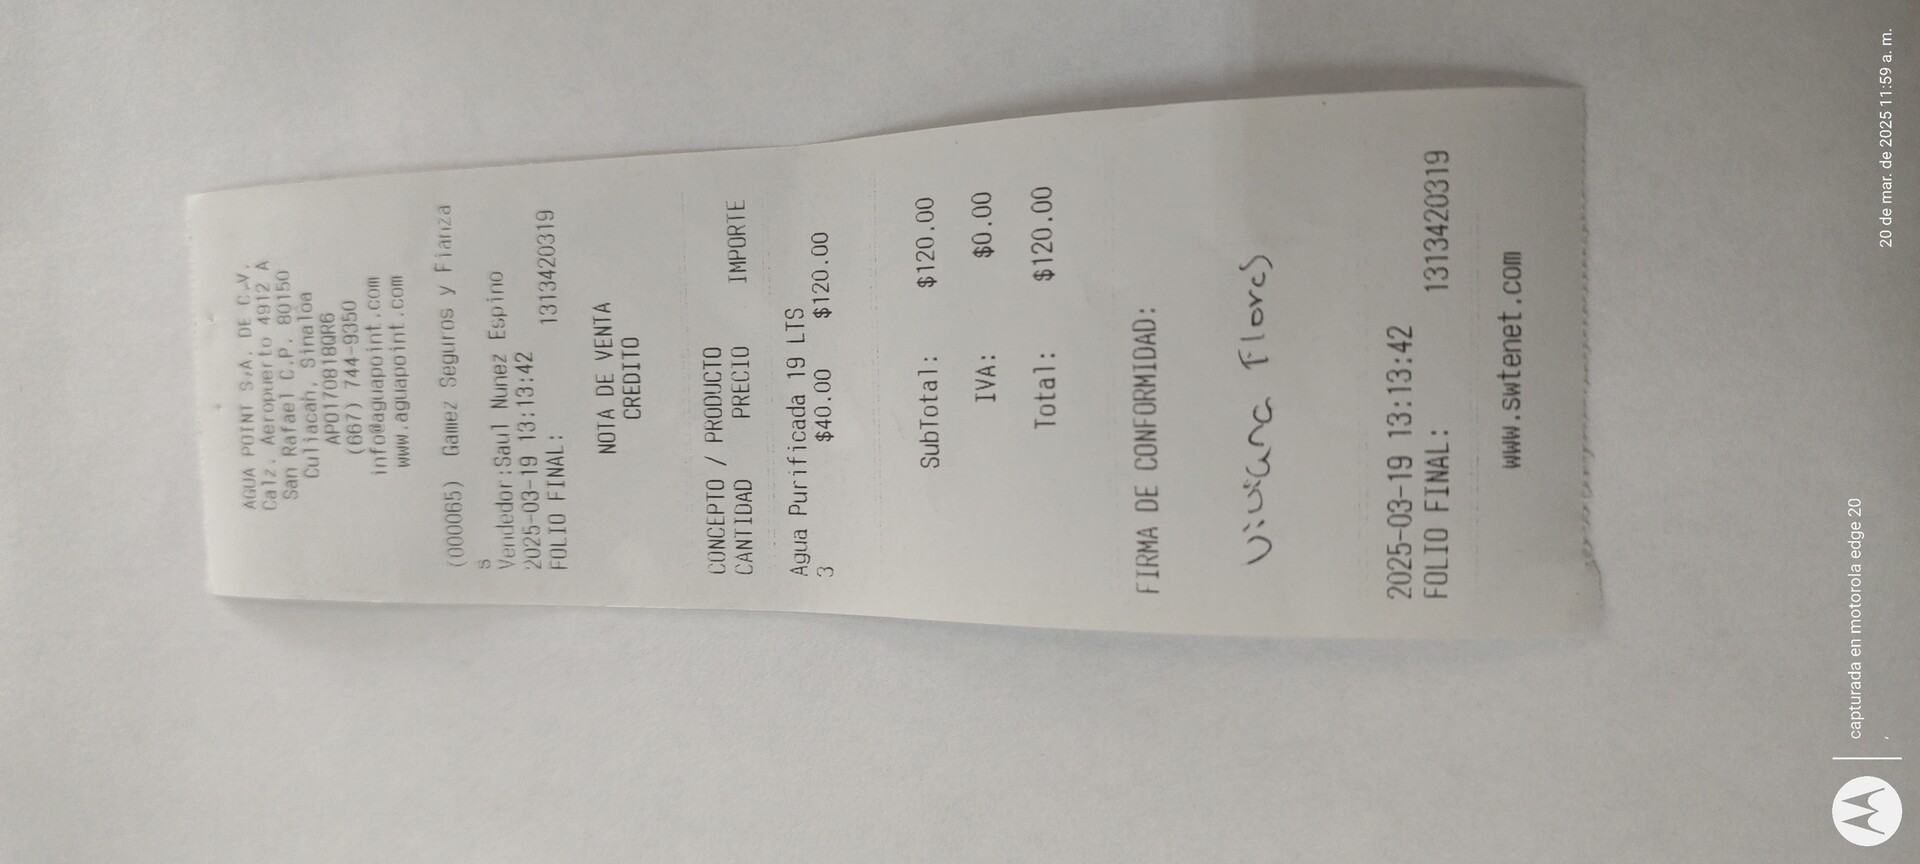 AGUA POINT S.A. DE C.V.
Calz. Aeropuerto 4912 A
San Rafael C.P. 80150
Culiacan, Sinaloa
APO170818QR6
(667) 744-9350
info@aguapoint.com
www.aguapoint.com
(000065) Gamez Seguros y Fianza
s
Vendedor:Saul Nunez Espino
2025-03-19 13:13:42
FOLIO FINAL: 1313420319
NOTA DE VENTA
CREDITO
CONCEPTO / PRODUCTO
CANTIDAD PRECIO IMPORTE
Agua Purificada 19 LTS
3 $40.00 $120.00
SubTotal: $120.00
IVA: $0.00
Total: $120.00
FIRMA DE CONFORMIDAD:
Viviana Flores
2025-03-19 13:13:42
FOLIO FINAL: 1313420319
www.swtenet.com
capturada en motorola edge 20
20 de mar. de 2025 11:59 a. m.